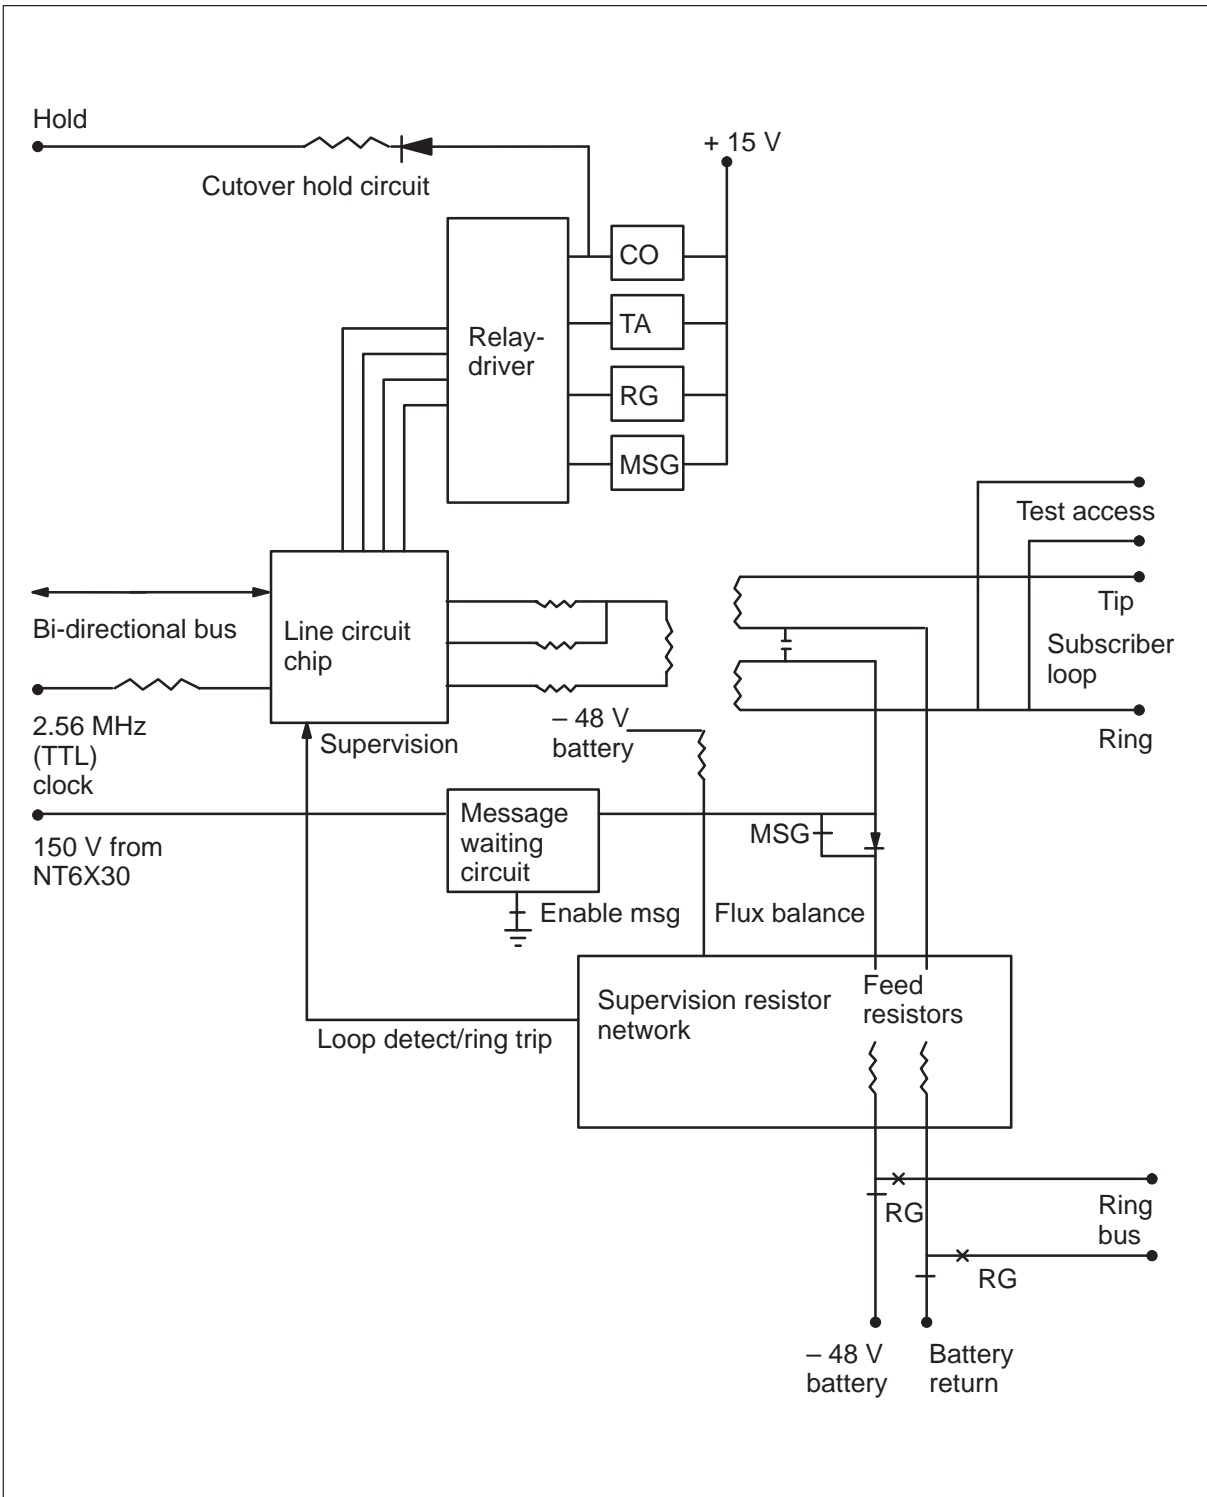 Hold
+ 15 V
Cutover hold circuit
CO
TA
Relay-
driver
RG
MSG
Test access
Tip
Bi-directional bus
Line circuit
chip
Subscriber
loop
2.56 MHz
(TTL)
clock
Supervision
– 48 V
battery
Ring
150 V from
NT6X30
Message
waiting
circuit
MSG
Enable msg
Flux balance
Supervision resistor
network
Feed
resistors
Loop detect/ring trip
RG
Ring
bus
RG
– 48 V
battery
Battery
return